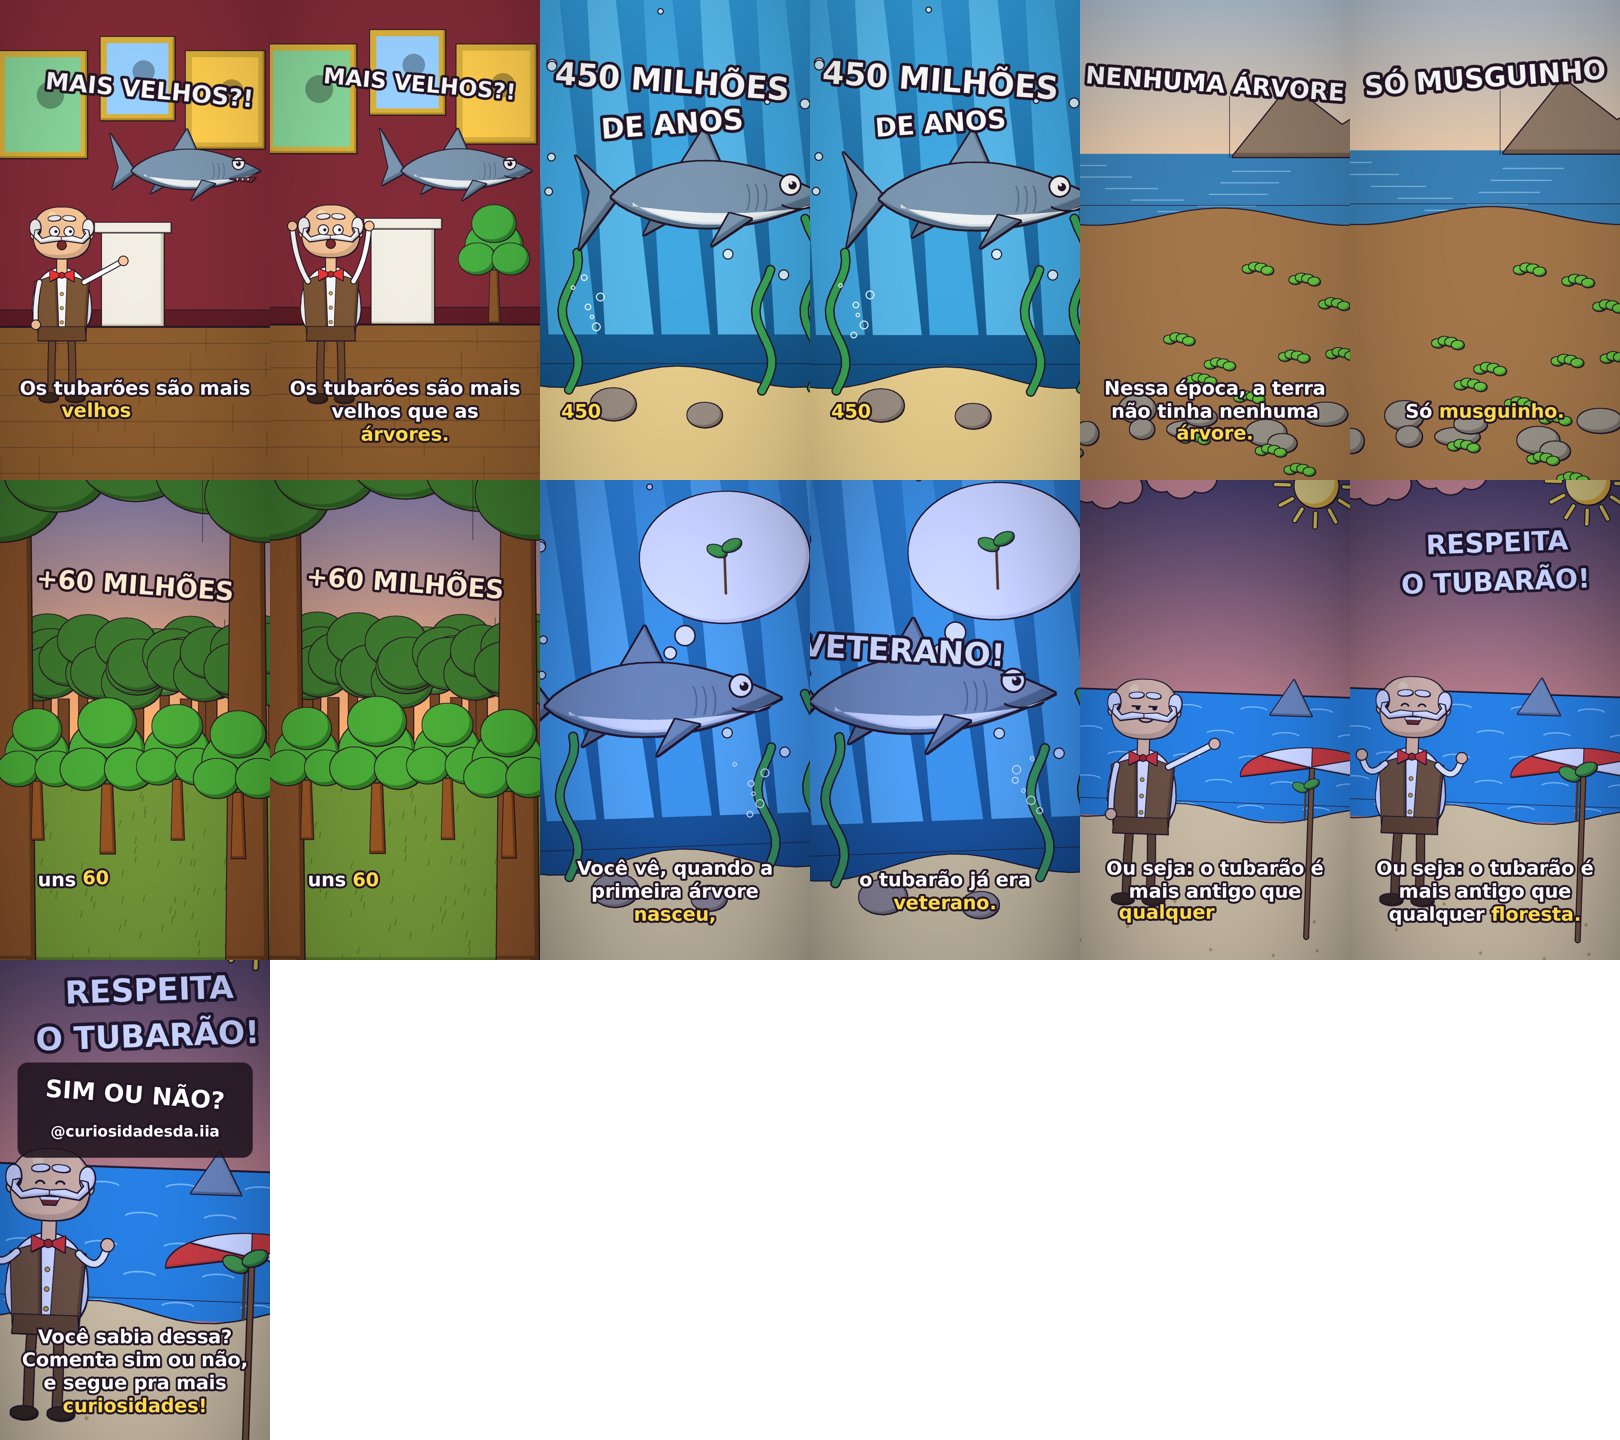 MAIS VELHOS?!
Os tubarões são mais
velhos
MAIS VELHOS?!
Os tubarões são mais
velhos que as
árvores.
450 MILHÕES
DE ANOS
450
450 MILHÕES
DE ANOS
450
NENHUMA ÁRVORE
Nessa época, a terra
não tinha nenhuma
árvore.
SÓ MUSGUINHO
Só musguinho.
+60 MILHÕES
uns 60
+60 MILHÕES
uns 60
Você vê, quando a
primeira árvore
nasceu,
VETERANO!
o tubarão já era
veterano.
Ou seja: o tubarão é
mais antigo que
qualquer
RESPEITA
O TUBARÃO!
Ou seja: o tubarão é
mais antigo que
qualquer floresta.
RESPEITA
O TUBARÃO!
SIM OU NÃO?
@curiosidadesda.iia
Você sabia dessa?
Comenta sim ou não,
e segue pra mais
curiosidades!